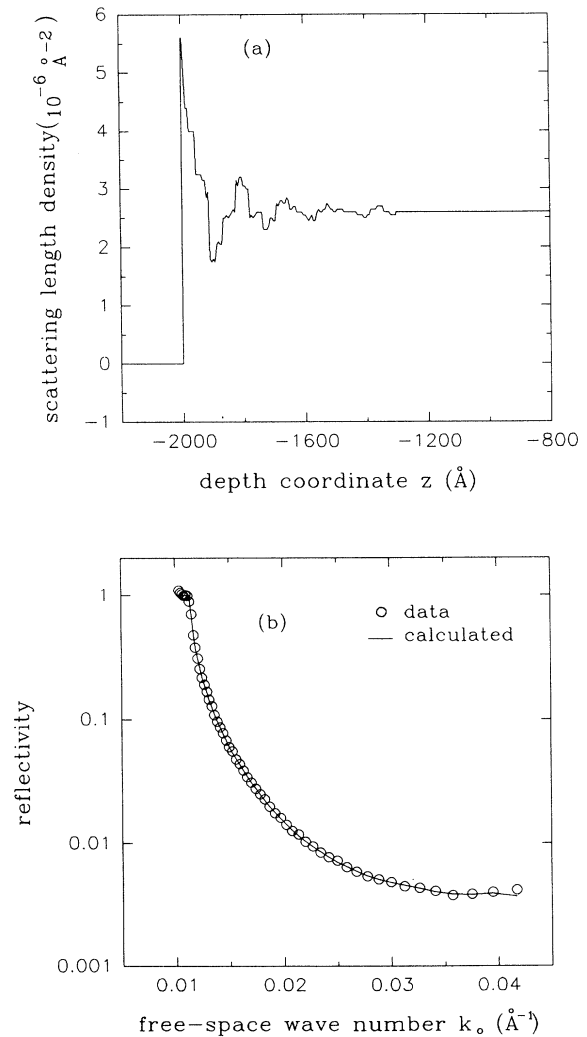 6
5
4
3
2
1
0
−1
scattering length density(10⁻⁶ Å⁻²)
(a)
−2000 −1600 −1200 −800
depth coordinate z (Å)
1
0.1
0.01
0.001
reflectivity
(b)
data
calculated
0.01 0.02 0.03 0.04
free-space wave number k₀ (Å⁻¹)